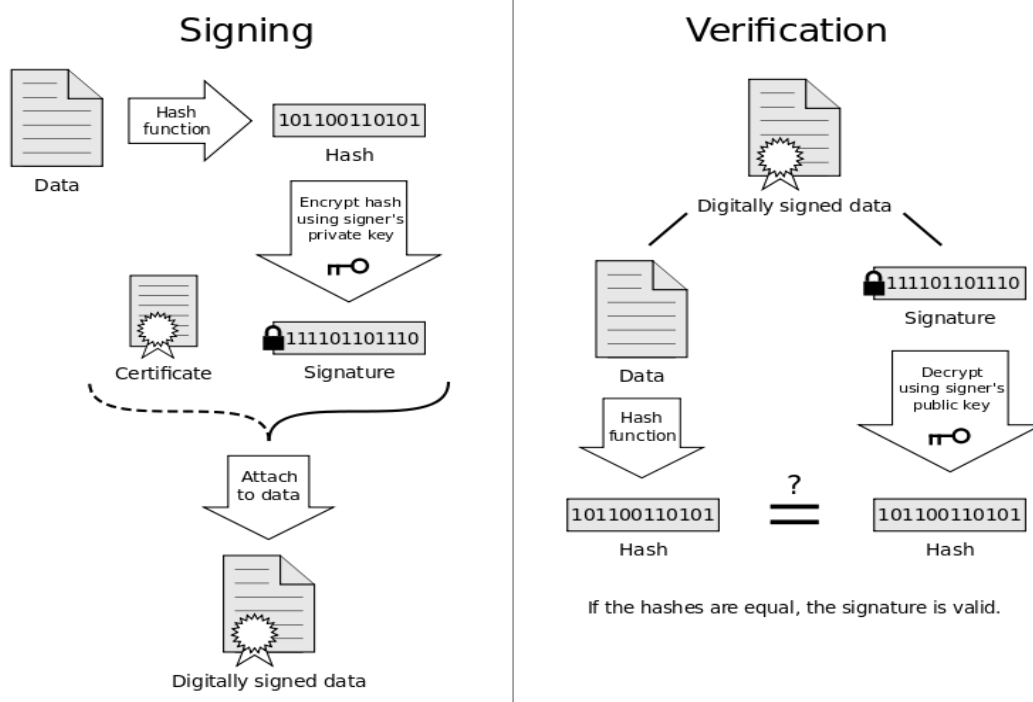 Signing
Hash
function
101100110101
Hash
Data
Encrypt hash
using signer's
private key
111101101110
Certificate
Signature
Attach
to data
Digitally signed data
Verification
Digitally signed data
111101101110
Signature
Data
Decrypt
using signer's
public key
Hash
function
?
101100110101
101100110101
Hash
Hash
If the hashes are equal, the signature is valid.